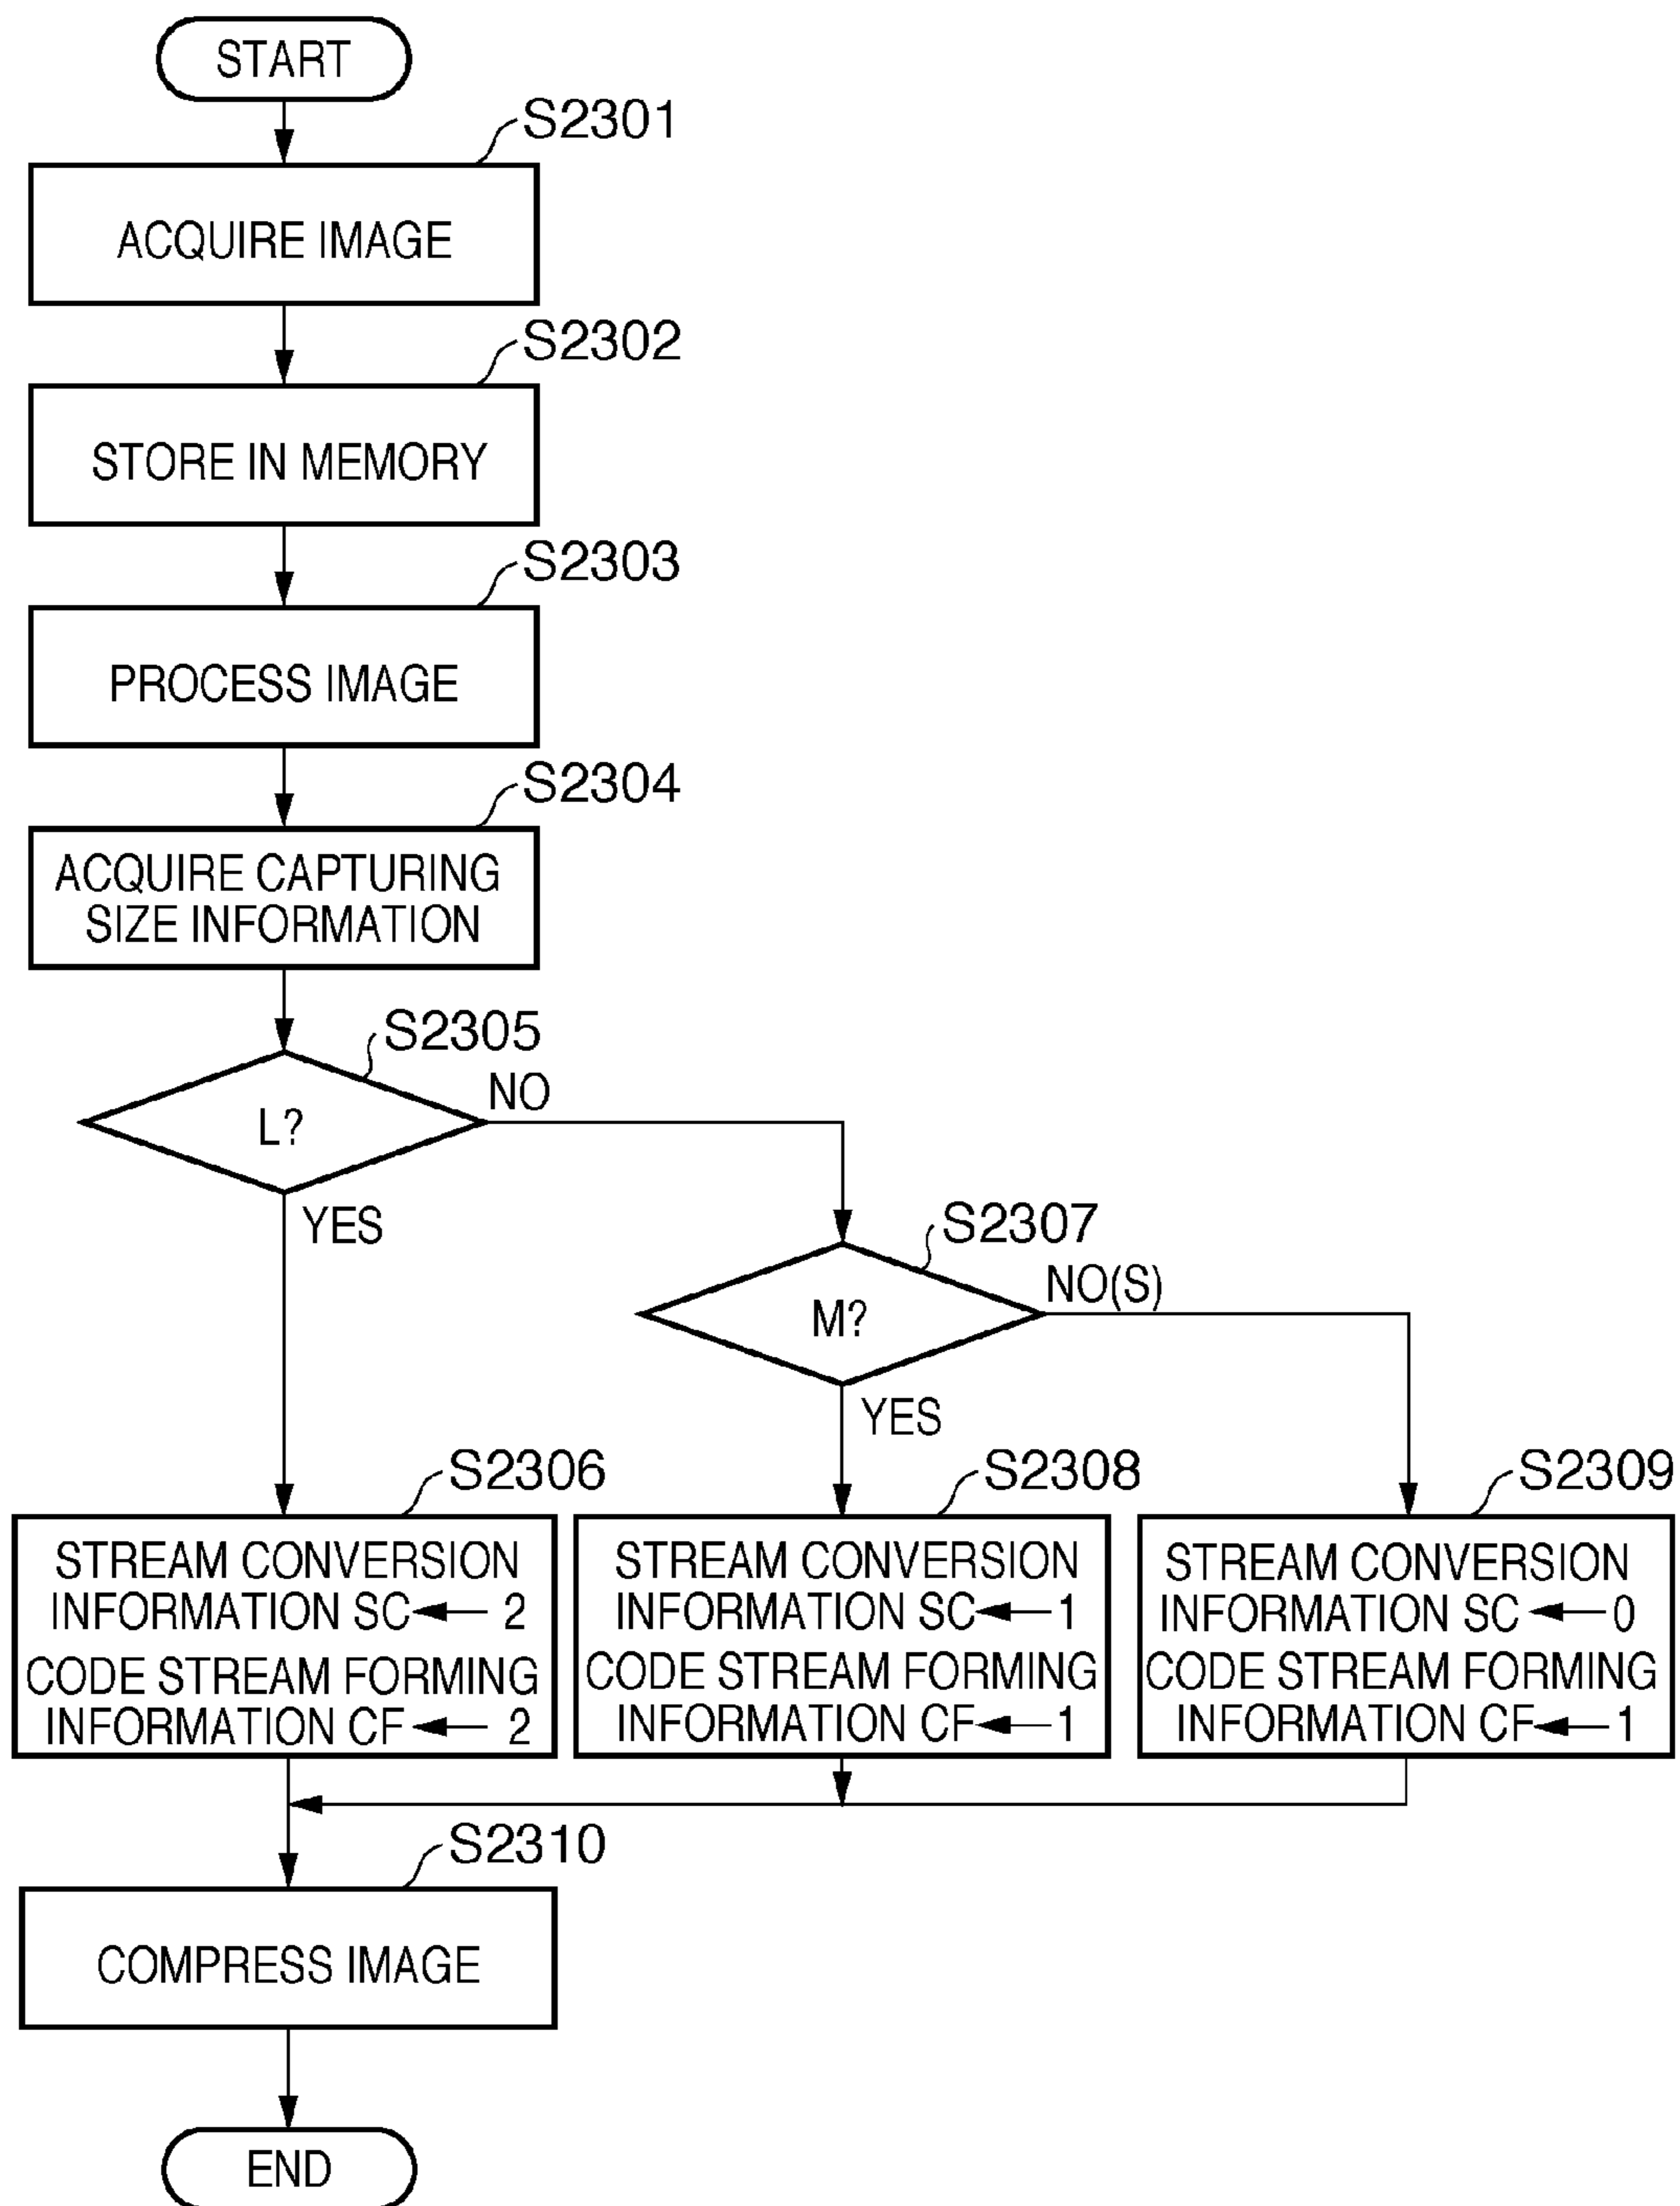 START
S2301
ACQUIRE IMAGE
S2302
STORE IN MEMORY
S2303
PROCESS IMAGE
S2304
ACQUIRE CAPTURING
SIZE INFORMATION
S2305
L?
NO
YES
S2307
M?
NO(S)
YES
S2306
STREAM CONVERSION
INFORMATION SC ← 2
CODE STREAM FORMING
INFORMATION CF ← 2
S2308
STREAM CONVERSION
INFORMATION SC ← 1
CODE STREAM FORMING
INFORMATION CF ← 1
S2309
STREAM CONVERSION
INFORMATION SC ← 0
CODE STREAM FORMING
INFORMATION CF ← 1
S2310
COMPRESS IMAGE
END